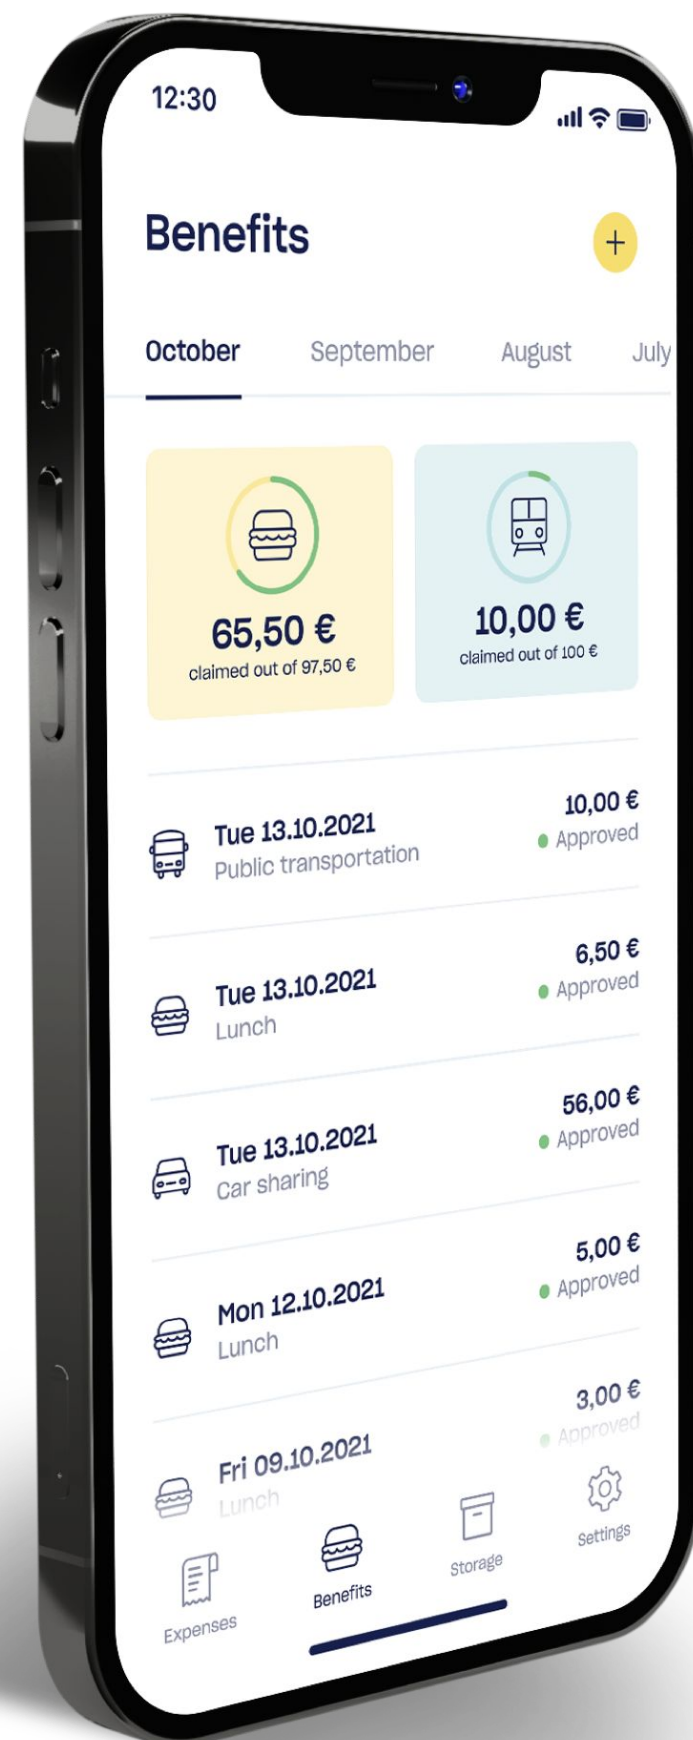 12:30
Benefits
+
October September August July
65,50 €
claimed out of 97,50 €
10,00 €
claimed out of 100 €
Tue 13.10.2021 10,00 €
Public transportation Approved
Tue 13.10.2021 6,50 €
Lunch Approved
Tue 13.10.2021 56,00 €
Car sharing Approved
Mon 12.10.2021 5,00 €
Lunch Approved
Fri 09.10.2021 3,00 €
Lunch Approved
Expenses Benefits Storage Settings